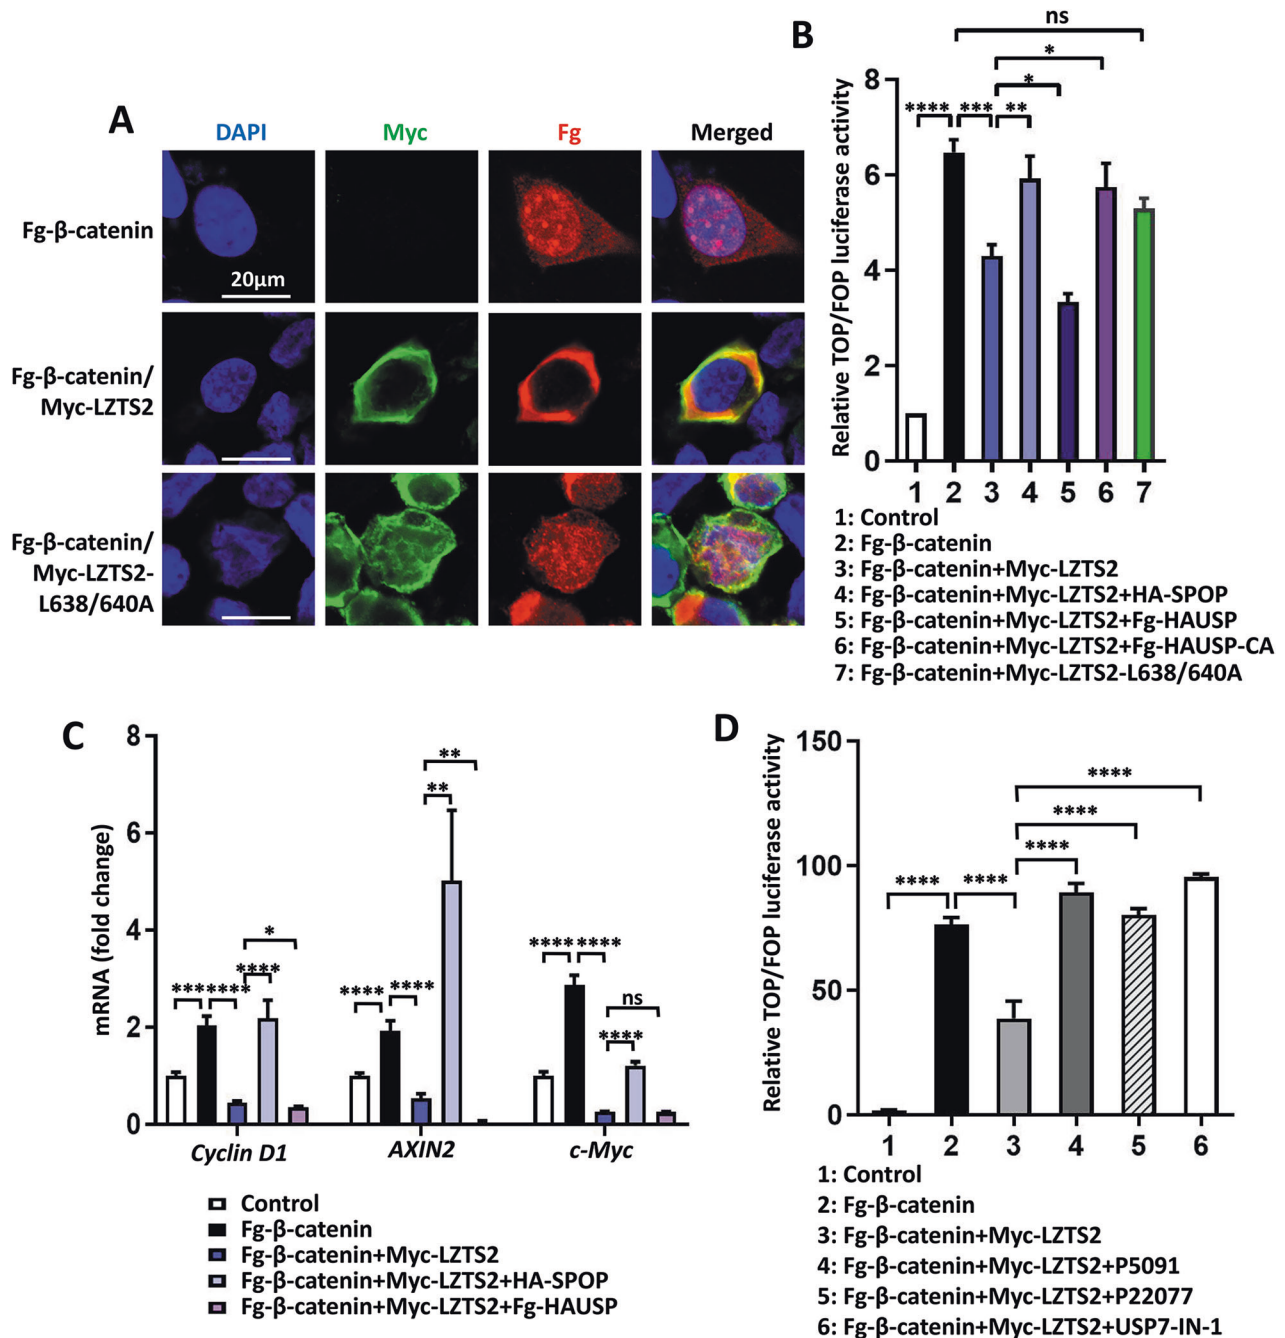 A
DAPI
Myc
Fg
Merged
Fg-β-catenin
20μm
Fg-β-catenin/
Myc-LZTS2
Fg-β-catenin/
Myc-LZTS2-
L638/640A
B
Relative TOP/FOP luciferase activity
ns
*
*
**** *** **
8
6
4
2
0
1 2 3 4 5 6 7
1: Control
2: Fg-β-catenin
3: Fg-β-catenin+Myc-LZTS2
4: Fg-β-catenin+Myc-LZTS2+HA-SPOP
5: Fg-β-catenin+Myc-LZTS2+Fg-HAUSP
6: Fg-β-catenin+Myc-LZTS2+Fg-HAUSP-CA
7: Fg-β-catenin+Myc-LZTS2-L638/640A
C
mRNA (fold change)
8
6
4
2
0
*
****
********
**
**
**** ****
ns
****
********
Cyclin D1
AXIN2
c-Myc
Control
Fg-β-catenin
Fg-β-catenin+Myc-LZTS2
Fg-β-catenin+Myc-LZTS2+HA-SPOP
Fg-β-catenin+Myc-LZTS2+Fg-HAUSP
D
Relative TOP/FOP luciferase activity
150
100
50
0
****
****
****
**** ****
1 2 3 4 5 6
1: Control
2: Fg-β-catenin
3: Fg-β-catenin+Myc-LZTS2
4: Fg-β-catenin+Myc-LZTS2+P5091
5: Fg-β-catenin+Myc-LZTS2+P22077
6: Fg-β-catenin+Myc-LZTS2+USP7-IN-1